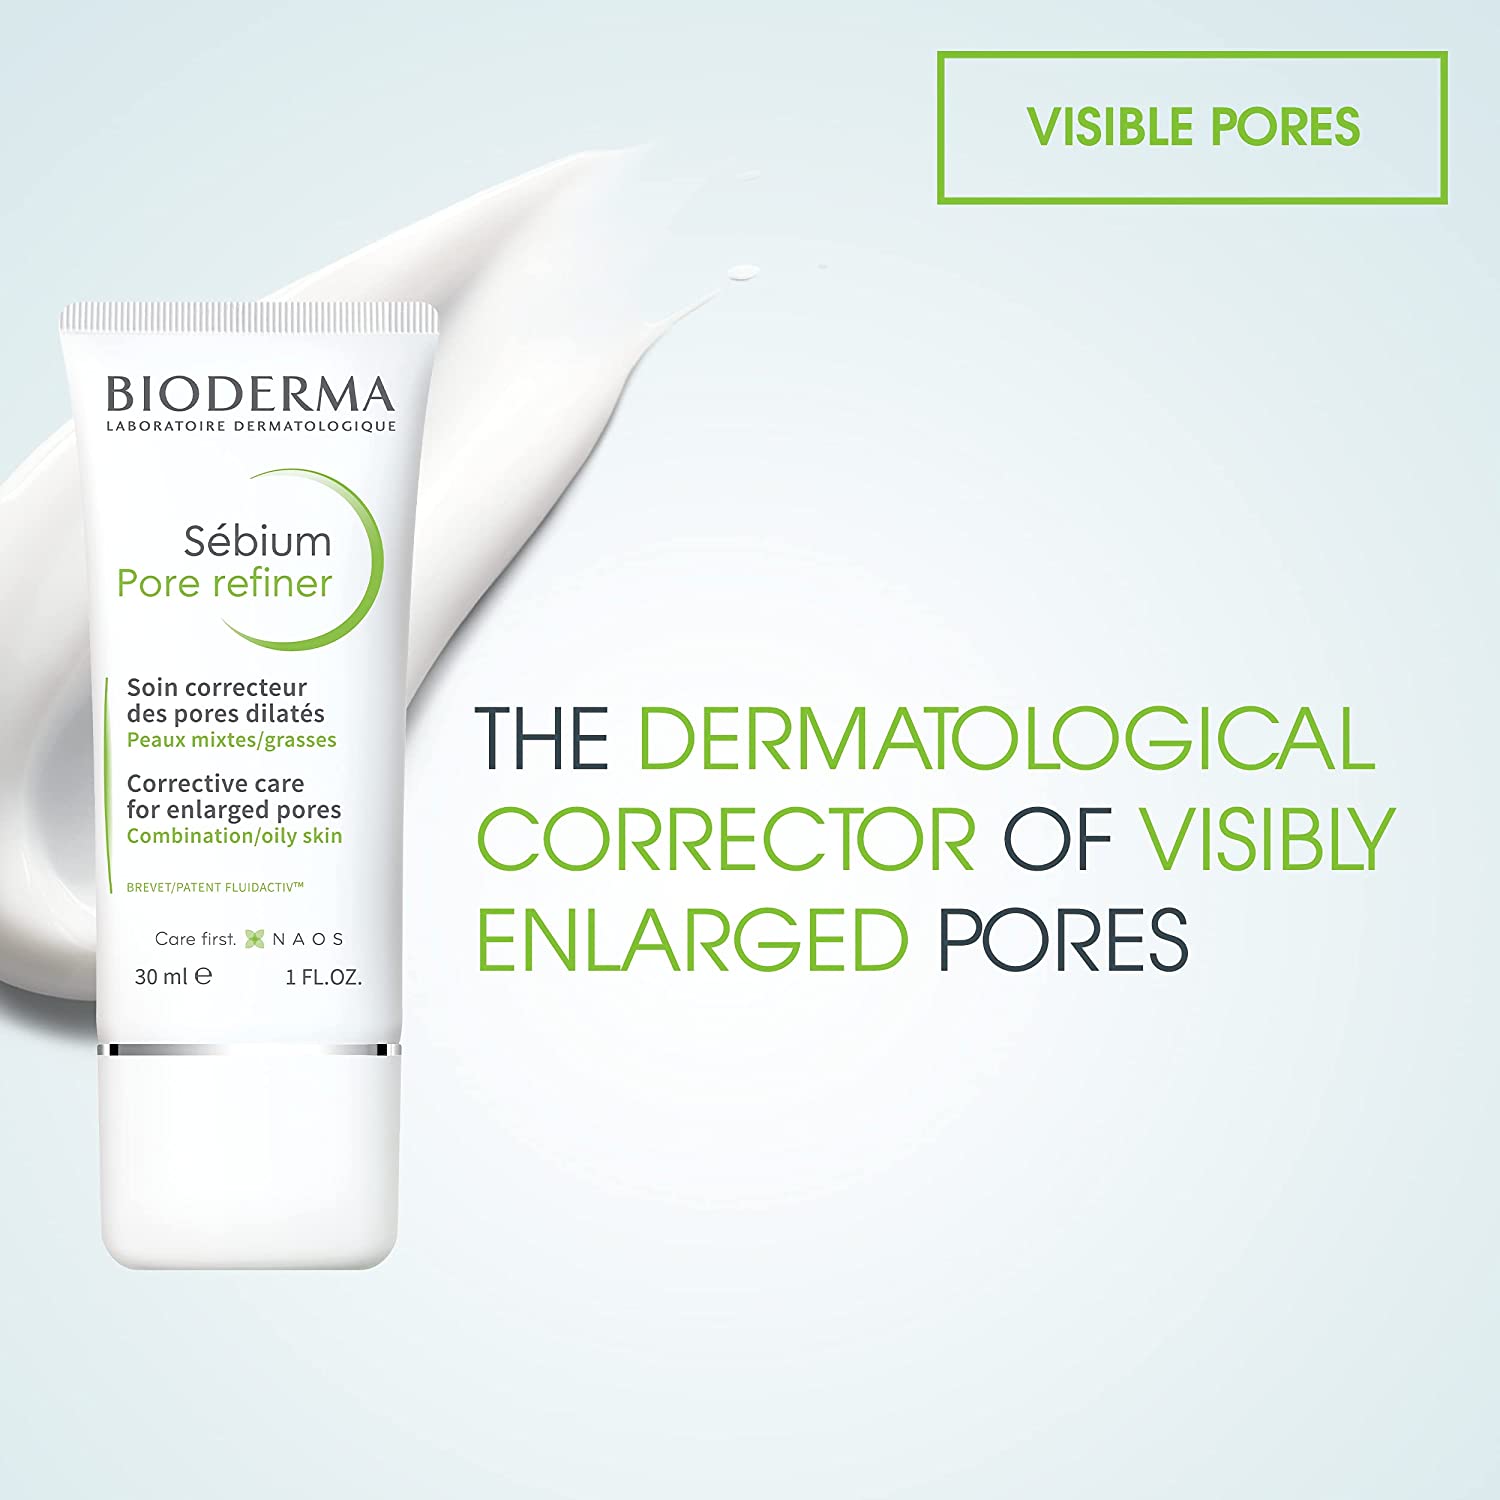 VISIBLE PORES
BIODERMA
LABORATOIRE DERMATOLOGIQUE
Sébium
Pore refiner
Soin correcteur
des pores dilatés
Peaux mixtes/grasses
Corrective care
for enlarged pores
Combination/oily skin
BREVET/PATENT FLUIDACTIV™
Care first. NAOS
30 ml ℮ 1 FL.OZ.
THE DERMATOLOGICAL
CORRECTOR OF VISIBLY
ENLARGED PORES